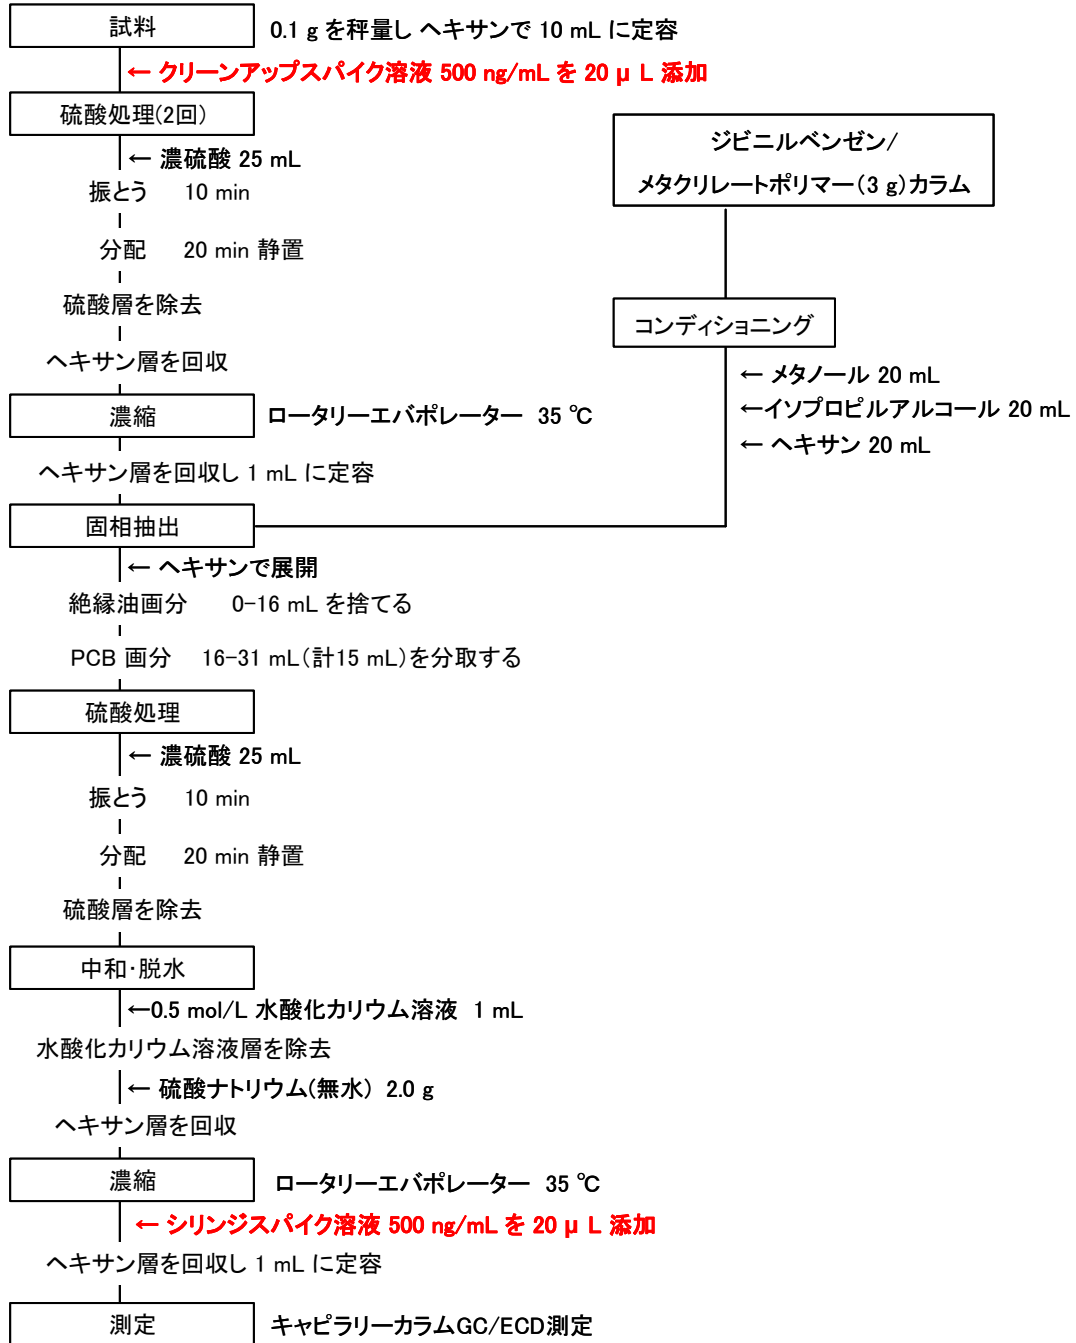 試料
0.1 g を秤量し ヘキサンで 10 mL に定容
← クリーンアップスパイク溶液 500 ng/mL を 20 μ L 添加
硫酸処理(2回)
← 濃硫酸 25 mL
振とう 10 min
分配 20 min 静置
硫酸層を除去
ヘキサン層を回収
濃縮 ロータリーエバポレーター 35 ℃
ヘキサン層を回収し 1 mL に定容
ジビニルベンゼン/
メタクリレートポリマー(3 g)カラム
コンディショニング
← メタノール 20 mL
←イソプロピルアルコール 20 mL
← ヘキサン 20 mL
固相抽出
← ヘキサンで展開
絶縁油画分 0-16 mL を捨てる
PCB 画分 16-31 mL(計15 mL)を分取する
硫酸処理
← 濃硫酸 25 mL
振とう 10 min
分配 20 min 静置
硫酸層を除去
中和・脱水
←0.5 mol/L 水酸化カリウム溶液 1 mL
水酸化カリウム溶液層を除去
← 硫酸ナトリウム(無水) 2.0 g
ヘキサン層を回収
濃縮 ロータリーエバポレーター 35 ℃
← シリンジスパイク溶液 500 ng/mL を 20 μ L 添加
ヘキサン層を回収し 1 mL に定容
測定 キャピラリーカラムGC/ECD測定